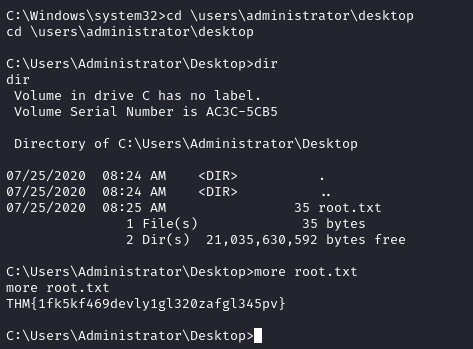 C:\Windows\system32>cd \users\administrator\desktop
cd \users\administrator\desktop
C:\Users\Administrator\Desktop>dir
dir
 Volume in drive C has no label.
 Volume Serial Number is AC3C-5CB5
 Directory of C:\Users\Administrator\Desktop
07/25/2020  08:24 AM    <DIR>          .
07/25/2020  08:24 AM    <DIR>          ..
07/25/2020  08:25 AM                35 root.txt
               1 File(s)             35 bytes
               2 Dir(s)  21,035,630,592 bytes free
C:\Users\Administrator\Desktop>more root.txt
more root.txt
THM{1fk5kf469devly1gl320zafgl345pv}
C:\Users\Administrator\Desktop>